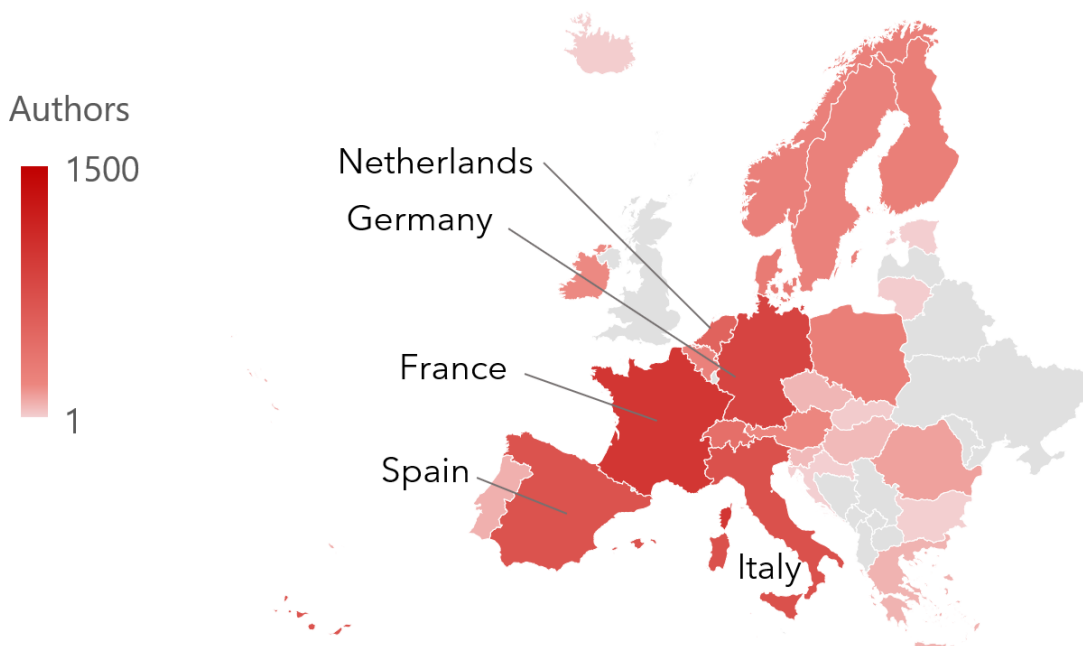 Authors
1500
1
Netherlands
Germany
France
Spain
Italy